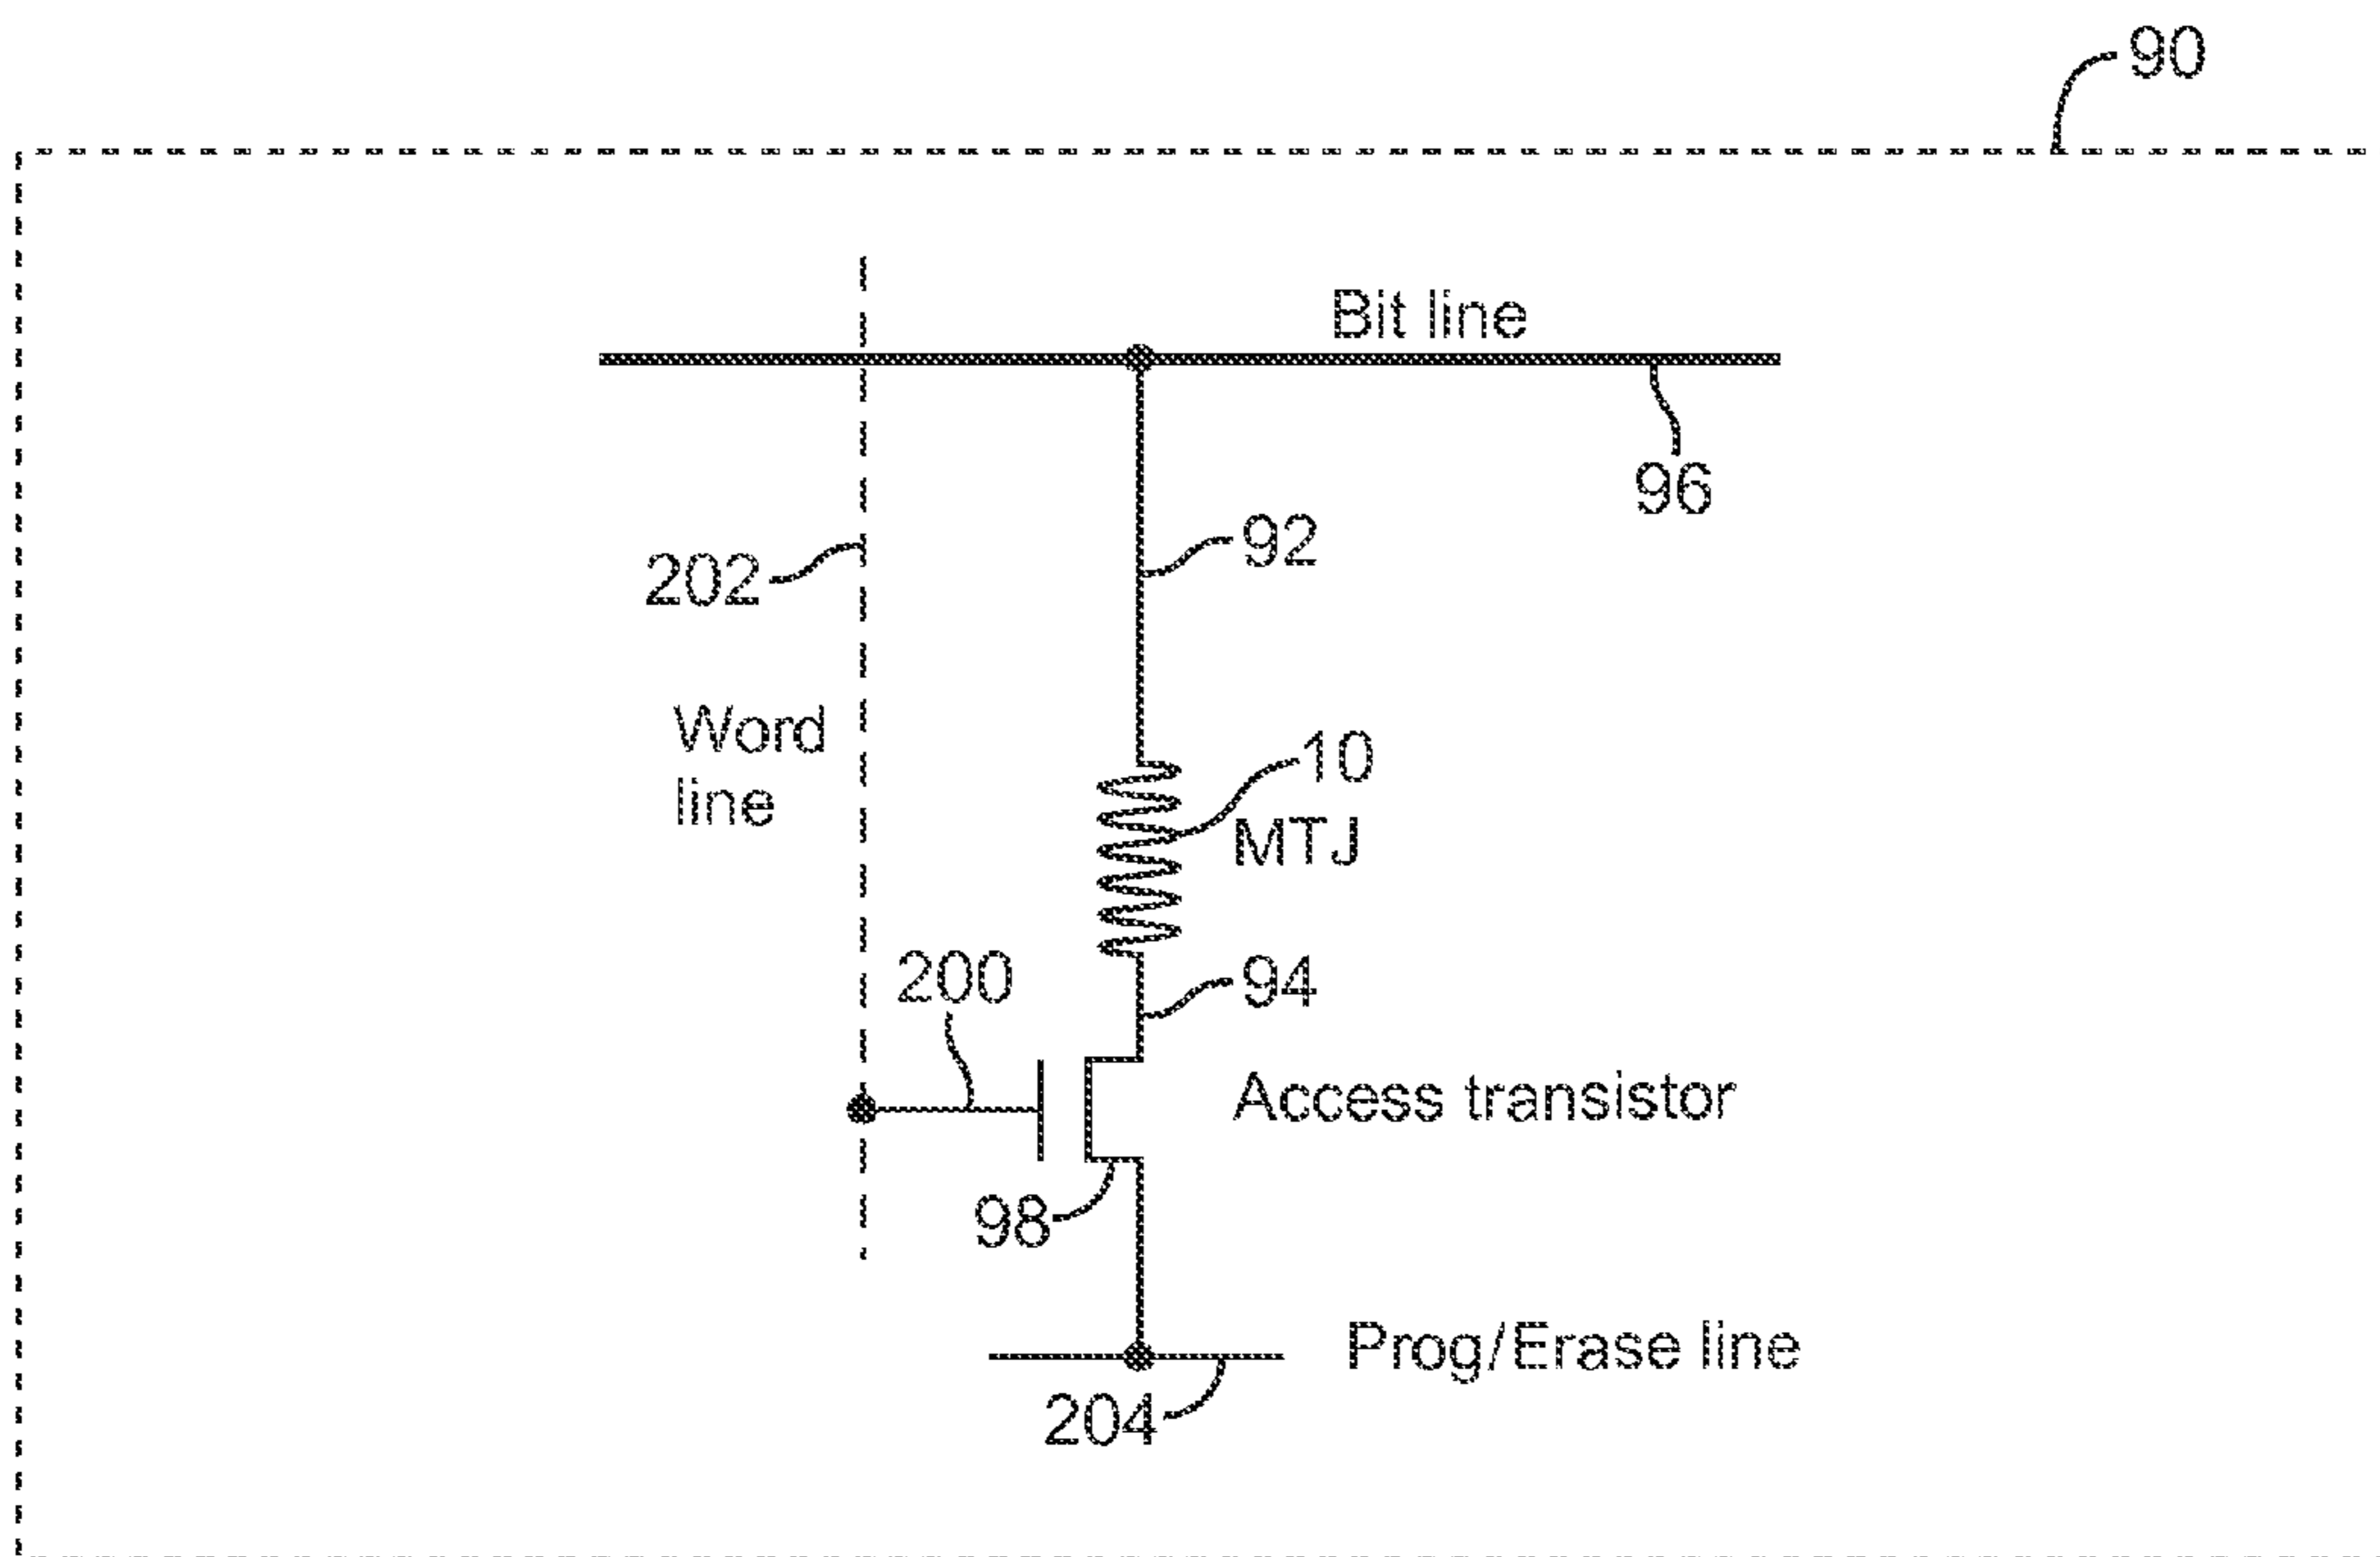 90
Bit line
96
92
202
Word
line
10
MTJ
200
94
Access transistor
98
Prog/Erase line
204